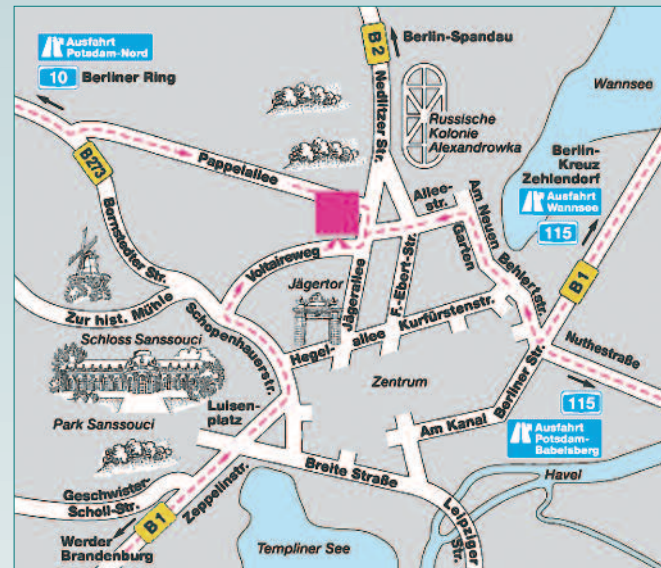 Ausfahrt
Potsdam-Nord
10 Berliner Ring
B 2
Berlin-Spandau
Nedlitzer Str.
Wannsee
Russische
Kolonie
Alexandrowka
Berlin-
Kreuz
Zehlendorf
Ausfahrt
Wannsee
115
B 273
Pappelallee
Allee-
str.
Am Neuen
Garten
Behlertstr.
B1
Bornstedter Str.
Voltaireweg
Jägertor
Jägerallee
F.-Ebert-Str.
Zur hist. Mühle
Schopenhauerstr.
Kurfürstenstr.
Hegel-
allee
Nuthestraße
Schloss Sanssouci
Zentrum
Berliner Str.
115
Ausfahrt
Potsdam-
Babelsberg
Luisen-
platz
Park Sanssouci
Am Kanal
Breite Straße
Havel
Geschwister-
Scholl-Str.
Zeppelinstr.
B 1
Leipziger
Str.
Werder
Brandenburg
Templiner See